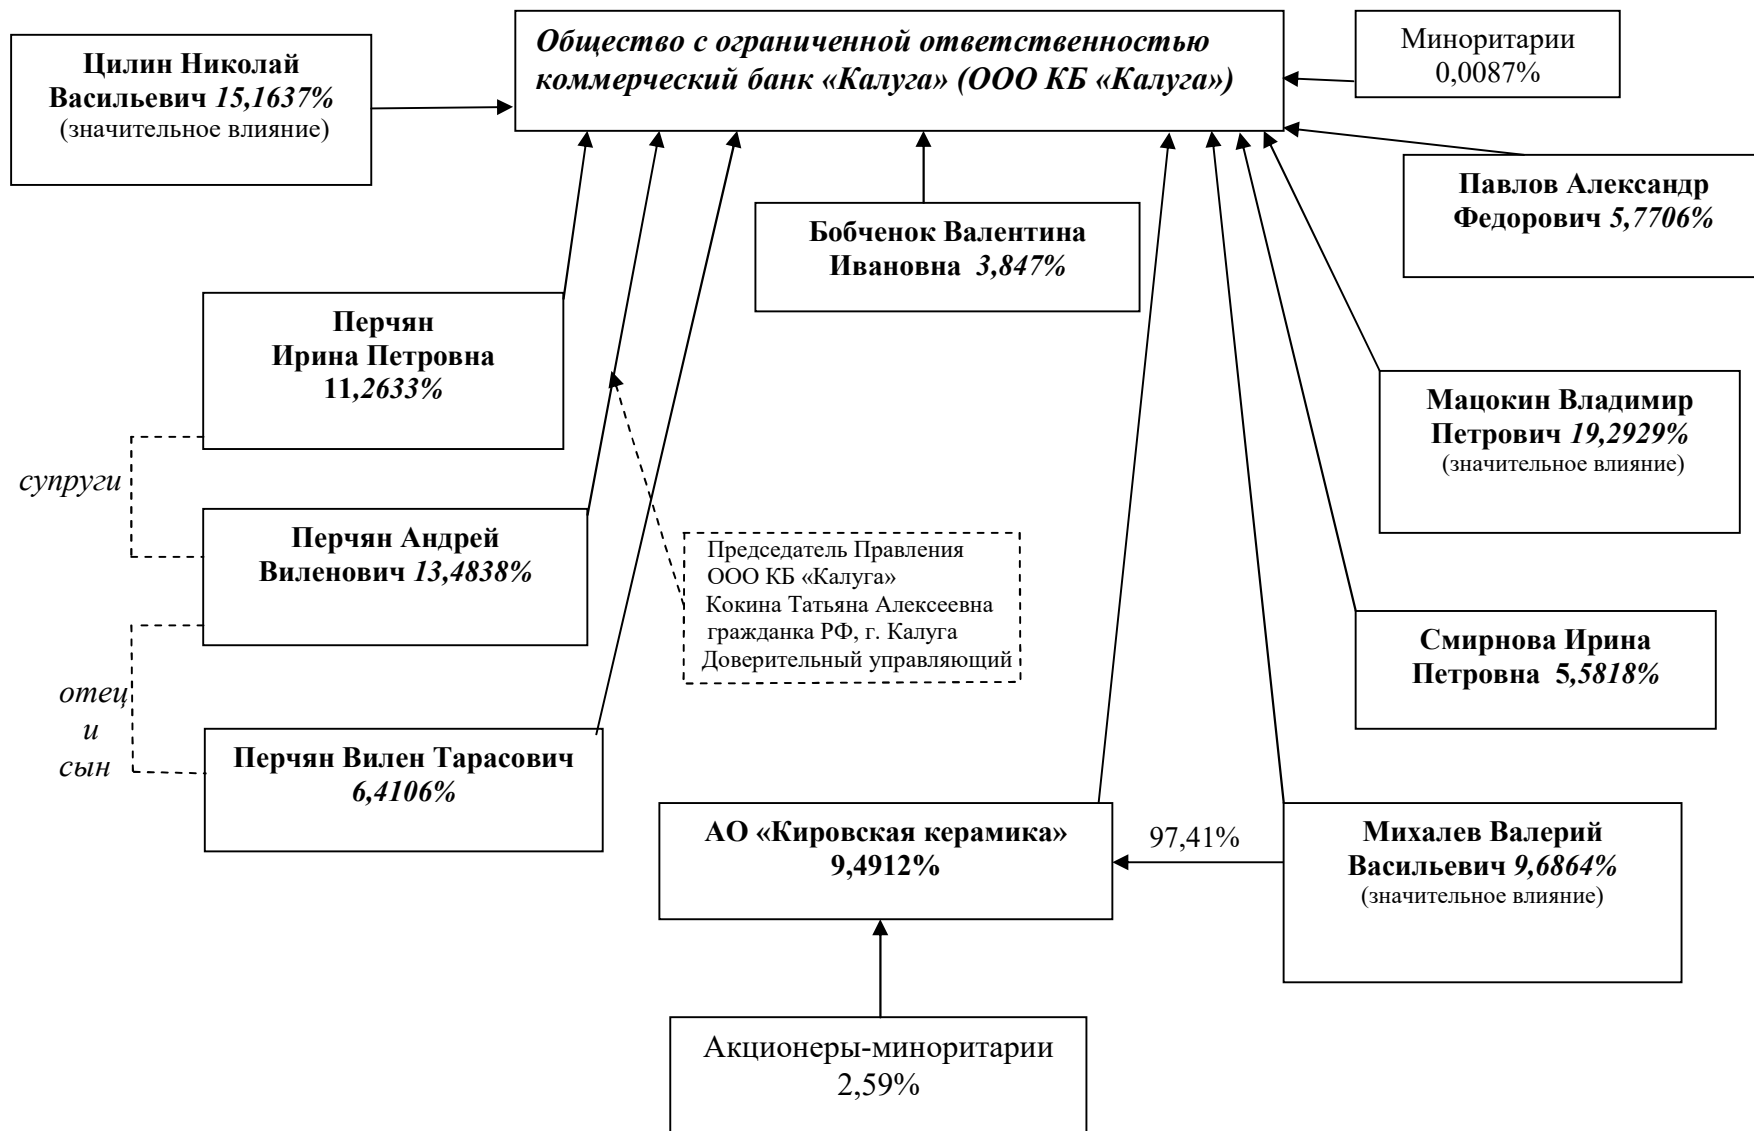 Общество с ограниченной ответственностью
коммерческий банк «Калуга» (ООО КБ «Калуга»)
Миноритарии
0,0087%
Цилин Николай
Васильевич 15,1637%
(значительное влияние)
Павлов Александр
Федорович 5,7706%
Бобченок Валентина
Ивановна 3,847%
Перчян
Ирина Петровна
11,2633%
Мацокин Владимир
Петрович 19,2929%
(значительное влияние)
супруги
Перчян Андрей
Виленович 13,4838%
Председатель Правления
ООО КБ «Калуга»
Кокина Татьяна Алексеевна
гражданка РФ, г. Калуга
Доверительный управляющий
Смирнова Ирина
Петровна 5,5818%
отец
и
сын
Перчян Вилен Тарасович
6,4106%
АО «Кировская керамика»
9,4912%
97,41%
Михалев Валерий
Васильевич 9,6864%
(значительное влияние)
Акционеры-миноритарии
2,59%